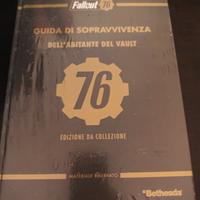 Fallout 76
GUIDA DI SOPRAVVIVENZA
DELL'ABITANTE DEL VAULT
76
EDIZIONE DA COLLEZIONE
MATERIALE RISERVATO
Bethesda